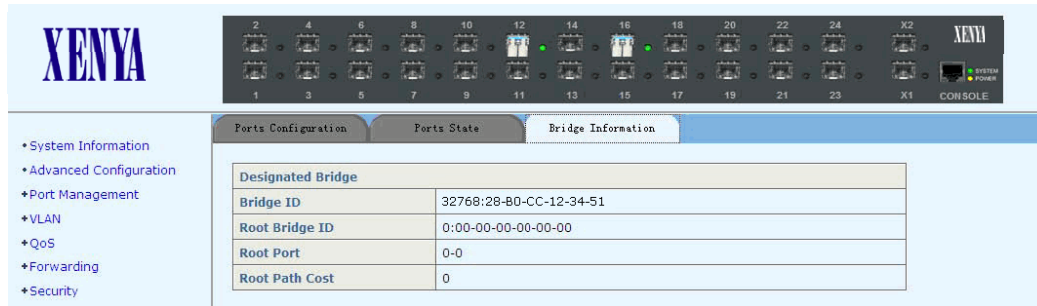 XENYA
2 4 6 8 10 12 14 16 18 20 22 24 X2
XENYA
SYSTEM
POWER
1 3 5 7 9 11 13 15 17 19 21 23 X1 CONSOLE
Ports Configuration Ports State Bridge Information
•System Information
•Advanced Configuration
+Port Management
+VLAN
+QoS
+Forwarding
+Security
Designated Bridge
Bridge ID 32768:28-B0-CC-12-34-51
Root Bridge ID 0:00-00-00-00-00-00
Root Port 0-0
Root Path Cost 0